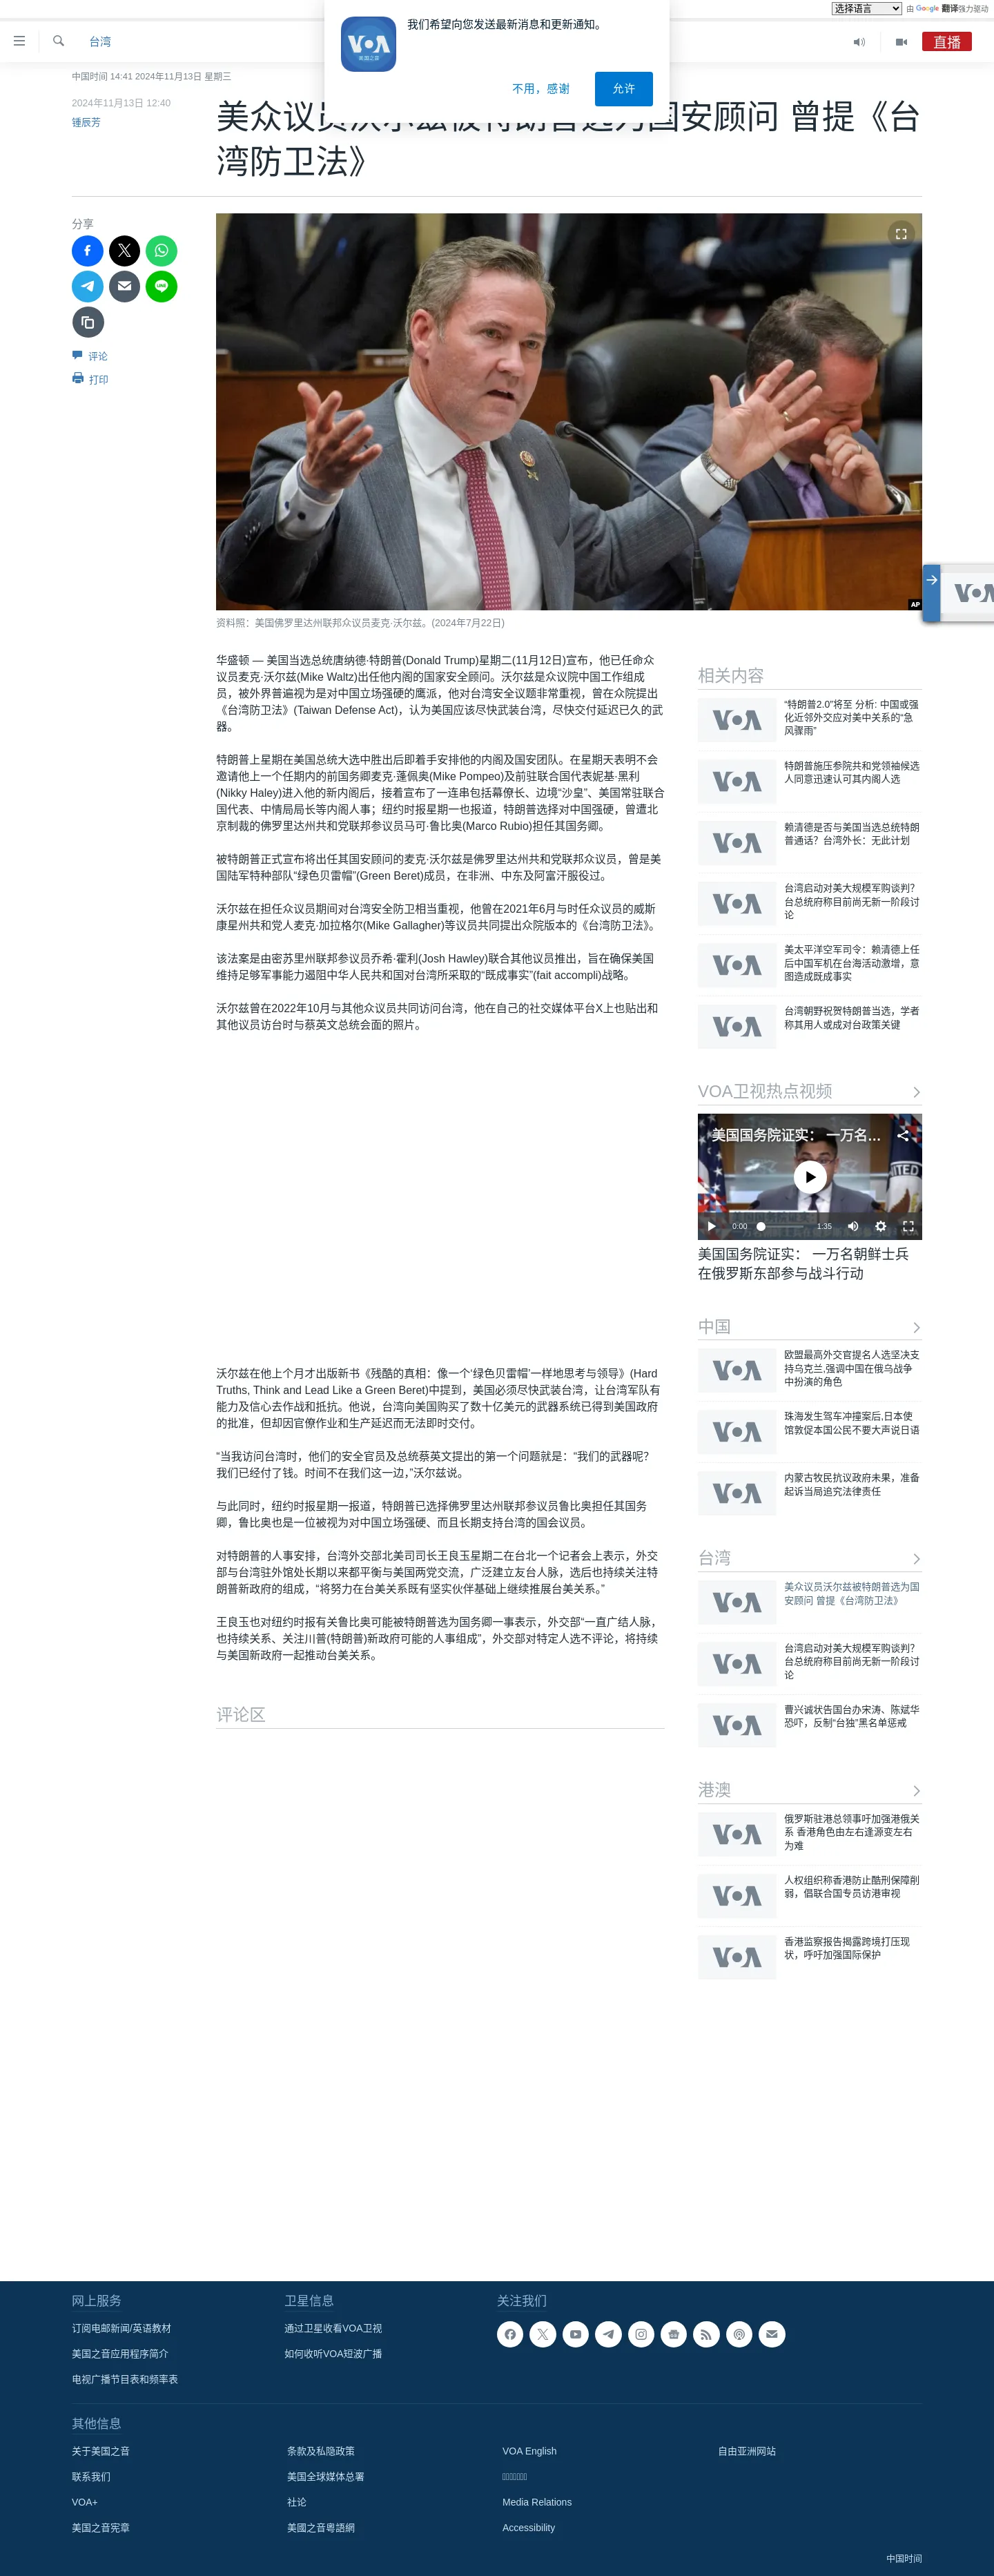 选择语言 由 Google 翻译强力驱动
我们希望向您发送最新消息和更新通知。
VOA
美国之音
不用，感谢
允许
台湾
直播
中国时间 14:41 2024年11月13日 星期三
2024年11月13日 12:40
锺辰芳
美众议员沃尔兹被特朗普选为国安顾问 曾提《台
湾防卫法》
分享
评论
打印
AP
资料照：美国佛罗里达州联邦众议员麦克·沃尔兹。(2024年7月22日)
华盛顿 — 美国当选总统唐纳德·特朗普(Donald Trump)星期二(11月12日)宣布，他已任命众
议员麦克·沃尔兹(Mike Waltz)出任他内阁的国家安全顾问。沃尔兹是众议院中国工作组成
员，被外界普遍视为是对中国立场强硬的鹰派，他对台湾安全议题非常重视，曾在众院提出
《台湾防卫法》(Taiwan Defense Act)，认为美国应该尽快武装台湾，尽快交付延迟已久的武
器。
特朗普上星期在美国总统大选中胜出后即着手安排他的内阁及国安团队。在星期天表明不会
邀请他上一个任期内的前国务卿麦克·蓬佩奥(Mike Pompeo)及前驻联合国代表妮基·黑利
(Nikky Haley)进入他的新内阁后，接着宣布了一连串包括幕僚长、边境“沙皇”、美国常驻联合
国代表、中情局局长等内阁人事；纽约时报星期一也报道，特朗普选择对中国强硬，曾遭北
京制裁的佛罗里达州共和党联邦参议员马可·鲁比奥(Marco Rubio)担任其国务卿。
被特朗普正式宣布将出任其国安顾问的麦克·沃尔兹是佛罗里达州共和党联邦众议员，曾是美
国陆军特种部队“绿色贝雷帽”(Green Beret)成员，在非洲、中东及阿富汗服役过。
沃尔兹在担任众议员期间对台湾安全防卫相当重视，他曾在2021年6月与时任众议员的威斯
康星州共和党人麦克·加拉格尔(Mike Gallagher)等议员共同提出众院版本的《台湾防卫法》。
该法案是由密苏里州联邦参议员乔希·霍利(Josh Hawley)联合其他议员推出，旨在确保美国
维持足够军事能力遏阻中华人民共和国对台湾所采取的“既成事实”(fait accompli)战略。
沃尔兹曾在2022年10月与其他众议员共同访问台湾，他在自己的社交媒体平台X上也贴出和
其他议员访台时与蔡英文总统会面的照片。
沃尔兹在他上个月才出版新书《残酷的真相：像一个‘绿色贝雷帽’一样地思考与领导》(Hard
Truths, Think and Lead Like a Green Beret)中提到，美国必须尽快武装台湾，让台湾军队有
能力及信心去作战和抵抗。他说，台湾向美国购买了数十亿美元的武器系统已得到美国政府
的批准，但却因官僚作业和生产延迟而无法即时交付。
“当我访问台湾时，他们的安全官员及总统蔡英文提出的第一个问题就是：“我们的武器呢？
我们已经付了钱。时间不在我们这一边，”沃尔兹说。
与此同时，纽约时报星期一报道，特朗普已选择佛罗里达州联邦参议员鲁比奥担任其国务
卿，鲁比奥也是一位被视为对中国立场强硬、而且长期支持台湾的国会议员。
对特朗普的人事安排，台湾外交部北美司司长王良玉星期二在台北一个记者会上表示，外交
部与台湾驻外馆处长期以来都平衡与美国两党交流，广泛建立友台人脉，选后也持续关注特
朗普新政府的组成，“将努力在台美关系既有坚实伙伴基础上继续推展台美关系。”
王良玉也对纽约时报有关鲁比奥可能被特朗普选为国务卿一事表示，外交部“一直广结人脉，
也持续关系、关注川普(特朗普)新政府可能的人事组成”，外交部对特定人选不评论，将持续
与美国新政府一起推动台美关系。
评论区
相关内容
“特朗普2.0”将至 分析: 中国或强
化近邻外交应对美中关系的“急
风骤雨”
特朗普施压参院共和党领袖候选
人同意迅速认可其内阁人选
赖清德是否与美国当选总统特朗
普通话？台湾外长：无此计划
台湾启动对美大规模军购谈判？
台总统府称目前尚无新一阶段讨
论
美太平洋空军司令：赖清德上任
后中国军机在台海活动激增，意
图造成既成事实
台湾朝野祝贺特朗普当选，学者
称其用人或成对台政策关键
VOA卫视热点视频
美国国务院证实： 一万名...
0:00
1:35
美国国务院证实： 一万名朝鲜士兵
在俄罗斯东部参与战斗行动
中国
欧盟最高外交官提名人选坚决支
持乌克兰,强调中国在俄乌战争
中扮演的角色
珠海发生驾车冲撞案后,日本使
馆敦促本国公民不要大声说日语
内蒙古牧民抗议政府未果，准备
起诉当局追究法律责任
台湾
美众议员沃尔兹被特朗普选为国
安顾问 曾提《台湾防卫法》
台湾启动对美大规模军购谈判？
台总统府称目前尚无新一阶段讨
论
曹兴诚状告国台办宋涛、陈斌华
恐吓，反制“台独”黑名单惩戒
港澳
俄罗斯驻港总领事吁加强港俄关
系 香港角色由左右逢源变左右
为难
人权组织称香港防止酷刑保障削
弱，倡联合国专员访港审视
香港监察报告揭露跨境打压现
状，呼吁加强国际保护
网上服务
订阅电邮新闻/英语教材
美国之音应用程序简介
电视广播节目表和频率表
卫星信息
通过卫星收看VOA卫视
如何收听VOA短波广播
关注我们
其他信息
关于美国之音
联系我们
VOA+
美国之音宪章
条款及私隐政策
美国全球媒体总署
社论
美國之音粵語網
VOA English
Media Relations
Accessibility
自由亚洲网站
中国时间